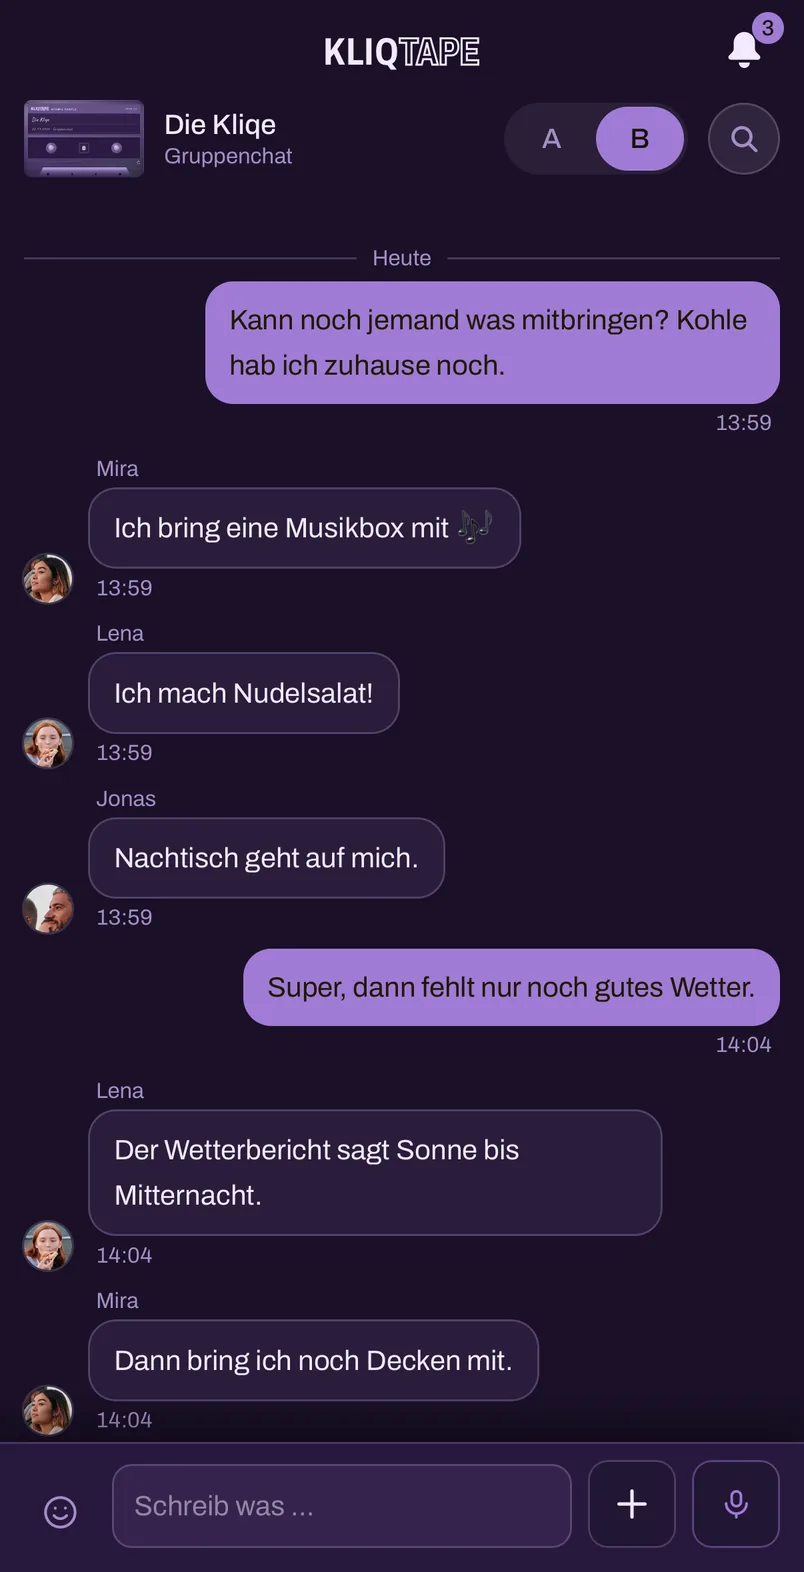 KLIQTAPE
3
Die Kliqe
Gruppenchat
A
B
Heute
Kann noch jemand was mitbringen? Kohle
hab ich zuhause noch.
13:59
Mira
Ich bring eine Musikbox mit 🎶
13:59
Lena
Ich mach Nudelsalat!
13:59
Jonas
Nachtisch geht auf mich.
13:59
Super, dann fehlt nur noch gutes Wetter.
14:04
Lena
Der Wetterbericht sagt Sonne bis
Mitternacht.
14:04
Mira
Dann bring ich noch Decken mit.
14:04
Schreib was ...